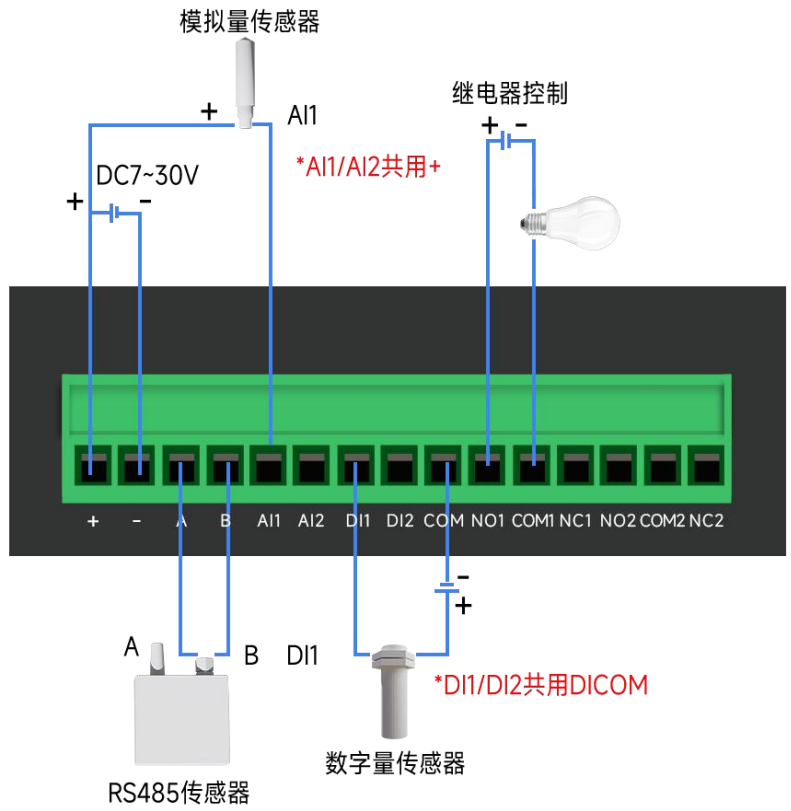 模拟量传感器
继电器控制
+ AI1
+ -
*AI1/AI2共用+
DC7~30V
+ -
+ - A B AI1 AI2 DI1 DI2 COM NO1 COM1 NC1 NO2 COM2 NC2
-
+
A B DI1
*DI1/DI2共用DICOM
数字量传感器
RS485传感器